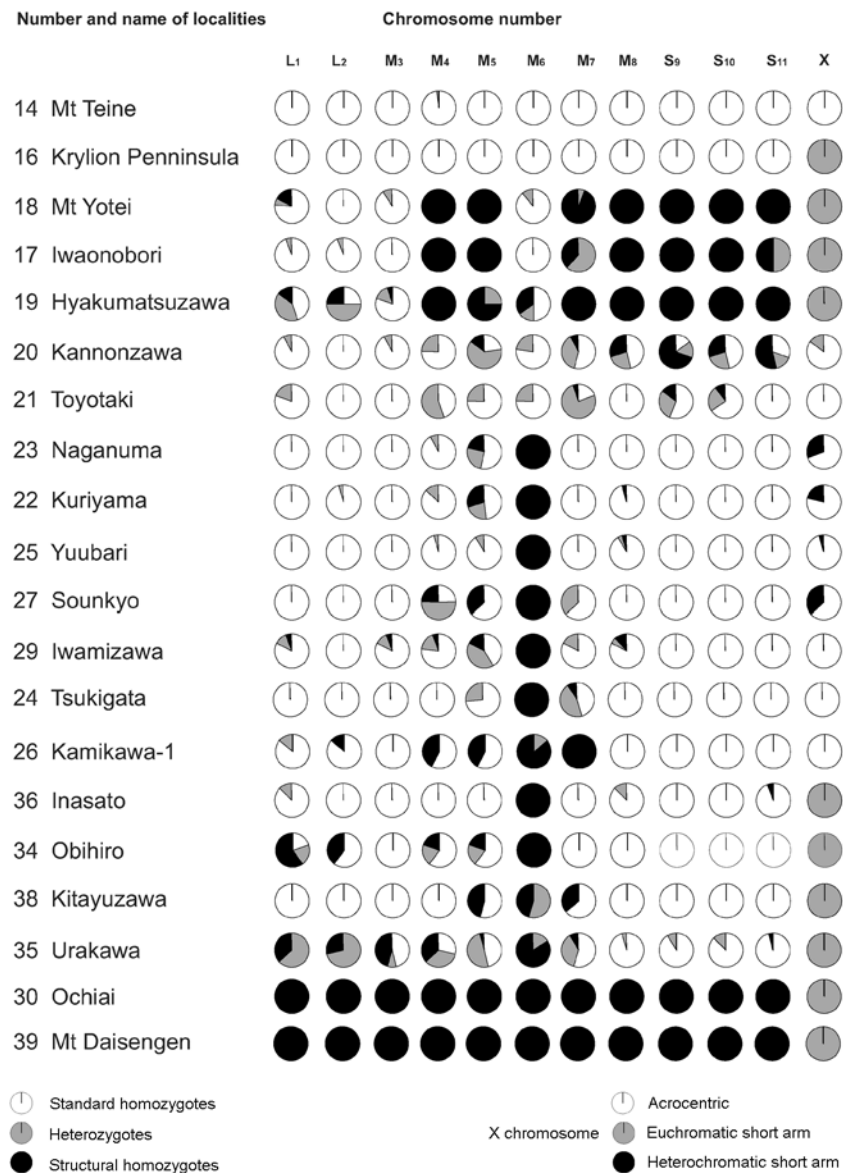 Number and name of localities Chromosome number
L1 L2 M3 M4 M5 M6 M7 M8 S9 S10 S11 X
14 Mt Teine
16 Krylion Penninsula
18 Mt Yotei
17 Iwaonobori
19 Hyakumatsuzawa
20 Kannonzawa
21 Toyotaki
23 Naganuma
22 Kuriyama
25 Yuubari
27 Sounkyo
29 Iwamizawa
24 Tsukigata
26 Kamikawa-1
36 Inasato
34 Obihiro
38 Kitayuzawa
35 Urakawa
30 Ochiai
39 Mt Daisengen
Standard homozygotes
Heterozygotes
Structural homozygotes
X chromosome
Acrocentric
Euchromatic short arm
Heterochromatic short arm